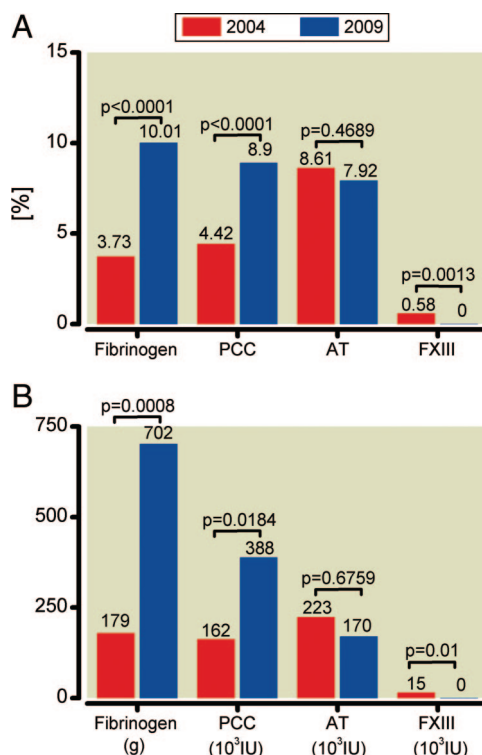 A
2004 2009
15
p<0.0001
10.01
p<0.0001
8.9
p=0.4689
8.61
7.92
10
[%]
5
3.73
4.42
p=0.0013
0.58
0
0
Fibrinogen PCC AT FXIII
B
p=0.0008
750
702
500
p=0.0184
388
p=0.6759
250
179
162
223
170
p=0.01
15
0
0
Fibrinogen PCC AT FXIII
(g) (10³IU) (10³IU) (10³IU)